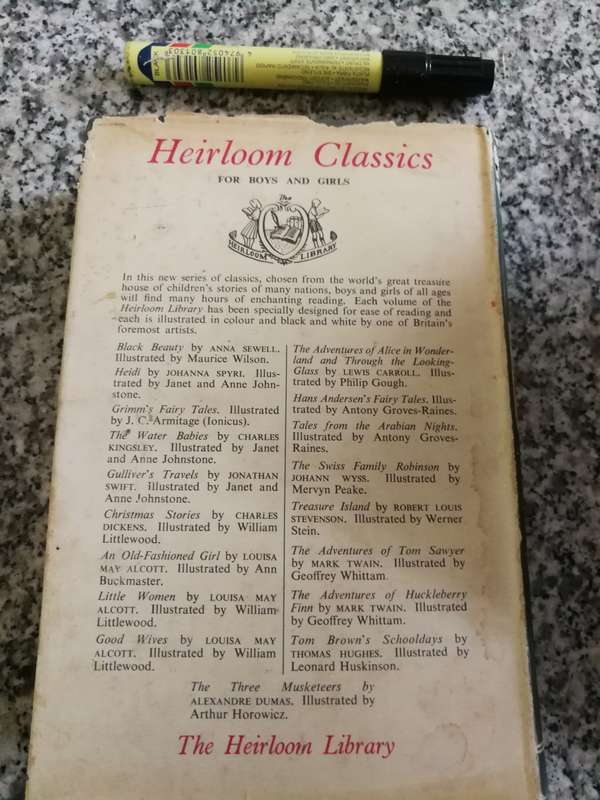 4 974052 801303
BLACK
Heirloom Classics
FOR BOYS AND GIRLS
The
HEIRLOOM LIBRARY
In this new series of classics, chosen from the world's great treasure
house of children's stories of many nations, boys and girls of all ages
will find many hours of enchanting reading. Each volume of the
Heirloom Library has been specially designed for ease of reading and
each is illustrated in colour and black and white by one of Britain's
foremost artists.
Black Beauty by ANNA SEWELL.
Illustrated by Maurice Wilson.
Heidi by JOHANNA SPYRI. Illus-
trated by Janet and Anne John-
stone.
Grimm's Fairy Tales. Illustrated
by J. C. Armitage (Ionicus).
The Water Babies by CHARLES
KINGSLEY. Illustrated by Janet
and Anne Johnstone.
Gulliver's Travels by JONATHAN
SWIFT. Illustrated by Janet and
Anne Johnstone.
Christmas Stories by CHARLES
DICKENS. Illustrated by William
Littlewood.
An Old-Fashioned Girl by LOUISA
MAY ALCOTT. Illustrated by Ann
Buckmaster.
Little Women by LOUISA MAY
ALCOTT. Illustrated by William
Littlewood.
Good Wives by LOUISA MAY
ALCOTT. Illustrated by William
Littlewood.
The Adventures of Alice in Wonder-
land and Through the Looking-
Glass by LEWIS CARROLL. Illus-
trated by Philip Gough.
Hans Andersen's Fairy Tales. Illus-
trated by Antony Groves-Raines.
Tales from the Arabian Nights.
Illustrated by Antony Groves-
Raines.
The Swiss Family Robinson by
JOHANN WYSS. Illustrated by
Mervyn Peake.
Treasure Island by ROBERT LOUIS
STEVENSON. Illustrated by Werner
Stein.
The Adventures of Tom Sawyer
by MARK TWAIN. Illustrated by
Geoffrey Whittam.
The Adventures of Huckleberry
Finn by MARK TWAIN. Illustrated
by Geoffrey Whittam.
Tom Brown's Schooldays by
THOMAS HUGHES. Illustrated by
Leonard Huskinson.
The Three Musketeers by
ALEXANDRE DUMAS. Illustrated by
Arthur Horowicz.
The Heirloom Library